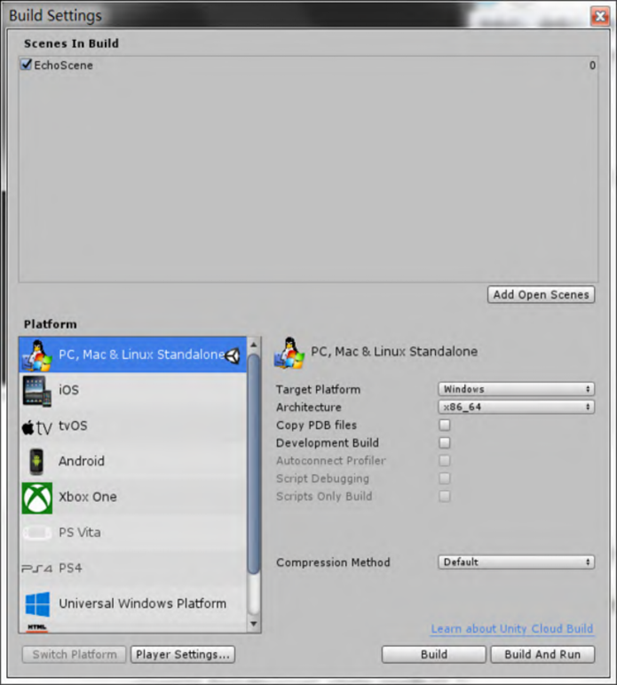 Build Settings
Scenes In Build
EchoScene 0
Add Open Scenes
Platform
PC, Mac & Linux Standalone
iOS
tv tvOS
Android
Xbox One
PS Vita
PS4 PS4
Universal Windows Platform
HTML
PC, Mac & Linux Standalone
Target Platform Windows
Architecture x86_64
Copy PDB files
Development Build
Autoconnect Profiler
Script Debugging
Scripts Only Build
Compression Method Default
Learn about Unity Cloud Build
Switch Platform Player Settings... Build Build And Run